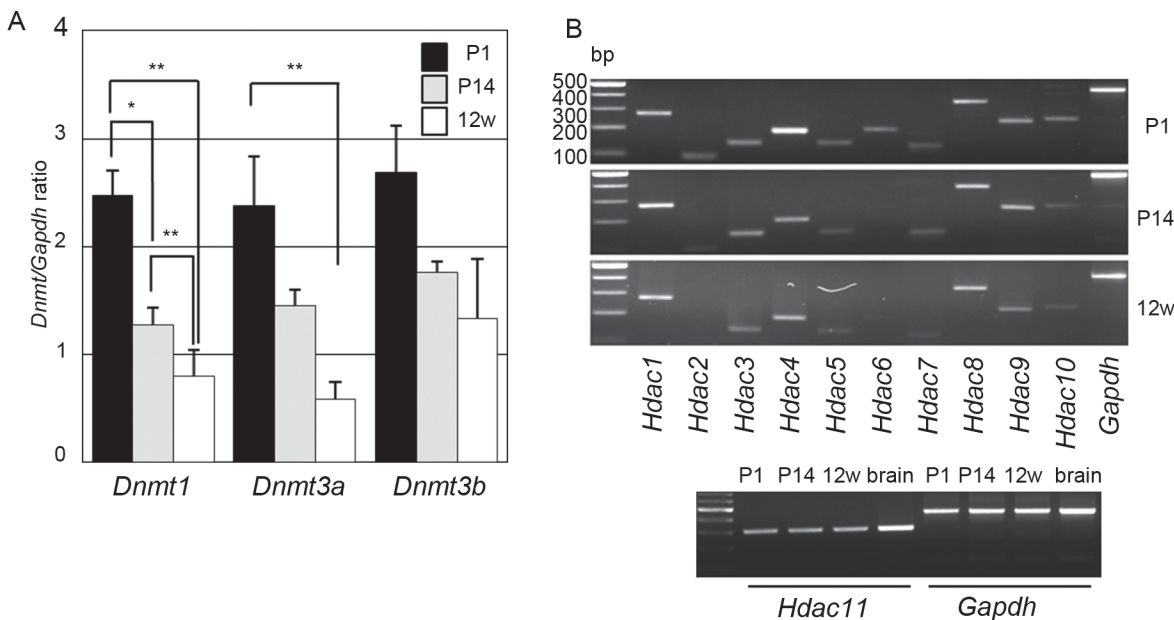 A
4
3
2
1
0
Dnmt/Gapdh ratio
P1
P14
12w
**
*
**
**
Dnmt1 Dnmt3a Dnmt3b
B
bp
500
400
300
200
100
P1
P14
12w
Hdac1 Hdac2 Hdac3 Hdac4 Hdac5 Hdac6 Hdac7 Hdac8 Hdac9 Hdac10 Gapdh
P1 P14 12w brain P1 P14 12w brain
Hdac11 Gapdh